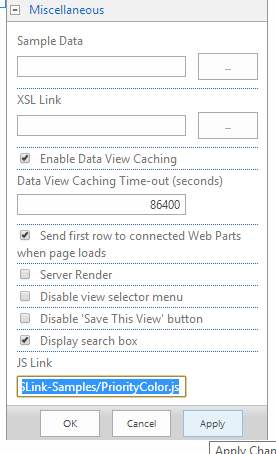 Miscellaneous
Sample Data
...
XSL Link
...
Enable Data View Caching
Data View Caching Time-out (seconds)
86400
Send first row to connected Web Parts
when page loads
Server Render
Disable view selector menu
Disable 'Save This View' button
Display search box
JS Link
SLink-Samples/PriorityColor.js
OK
Cancel
Apply
Apply Chan